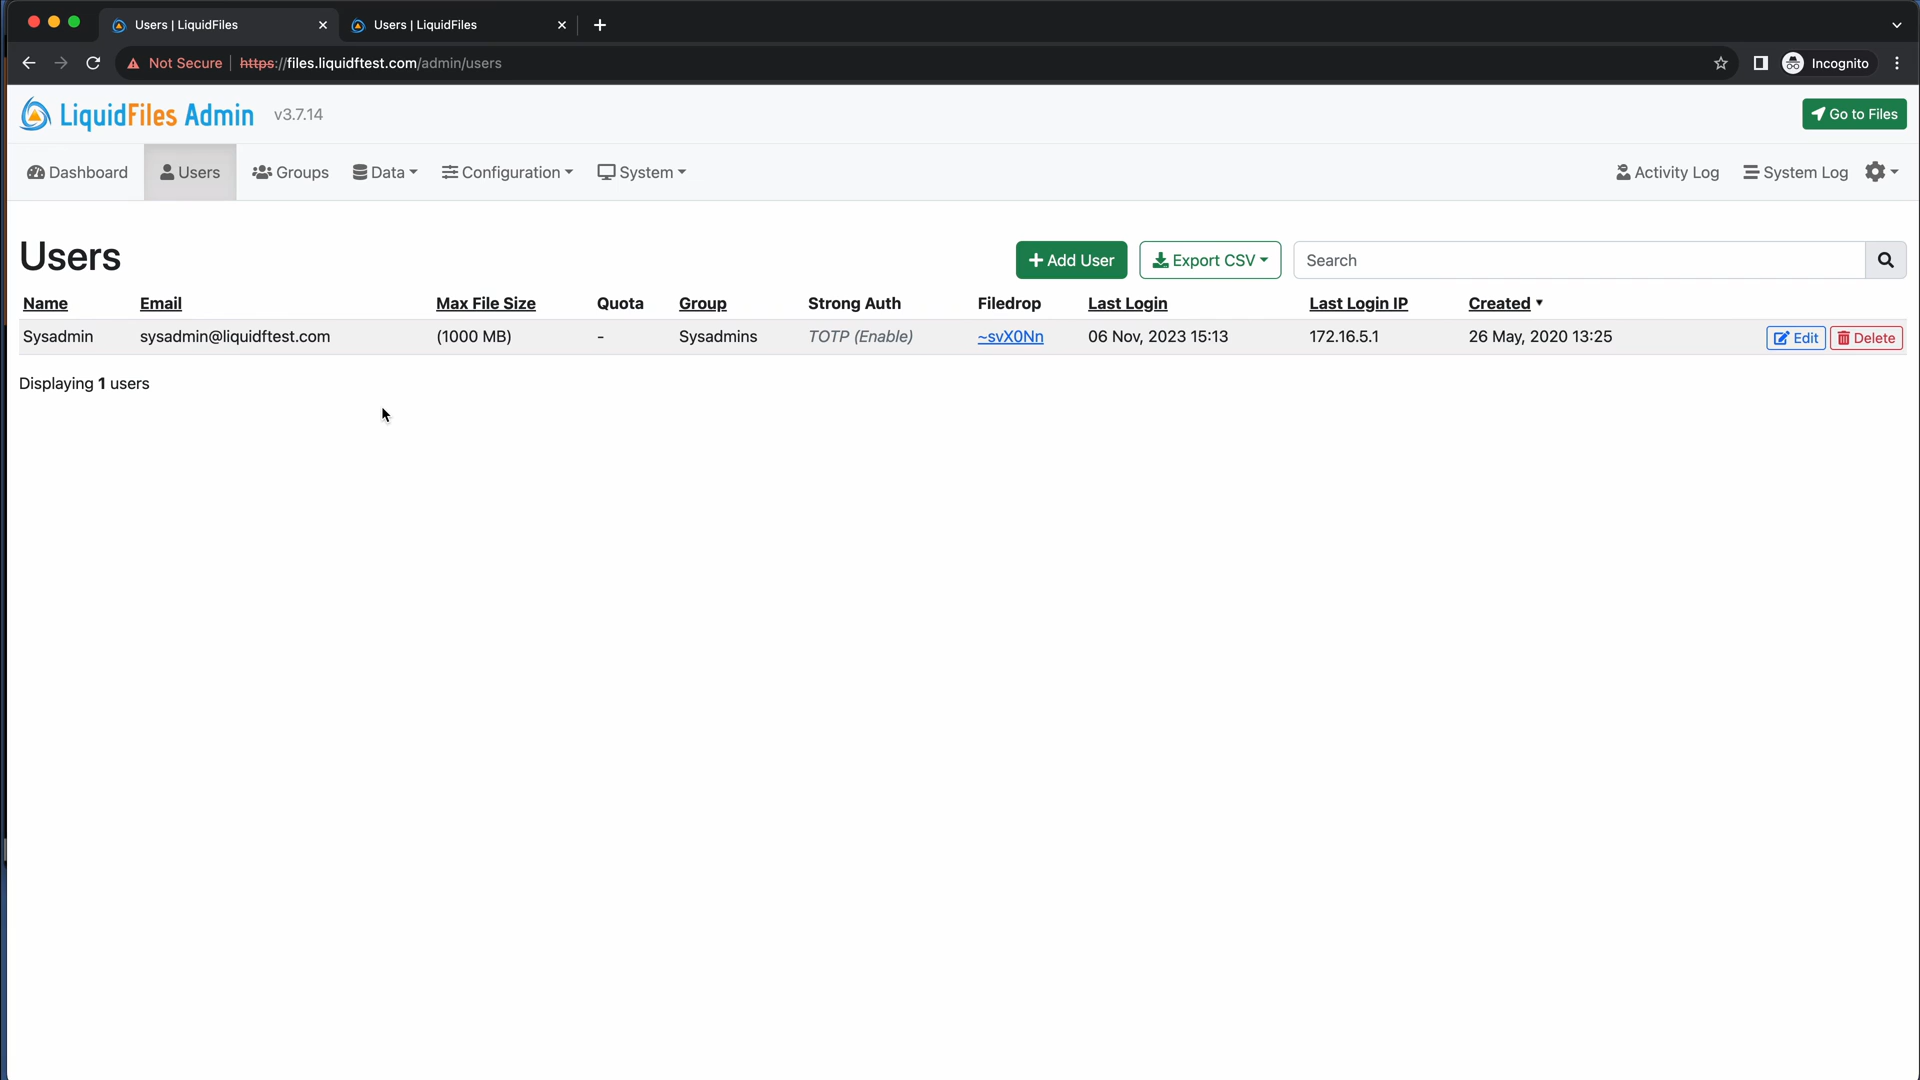 Users | LiquidFiles
Users | LiquidFiles
Not Secure
https://files.liquidftest.com/admin/users
Incognito
LiquidFiles Admin v3.7.14
Go to Files
Dashboard
Users
Groups
Data
Configuration
System
Activity Log
System Log
Users
Add User
Export CSV
Search
Name Email Max File Size Quota Group Strong Auth Filedrop Last Login Last Login IP Created
Sysadmin sysadmin@liquidftest.com (1000 MB) - Sysadmins TOTP (Enable) ~svX0Nn 06 Nov, 2023 15:13 172.16.5.1 26 May, 2020 13:25 Edit Delete
Displaying 1 users